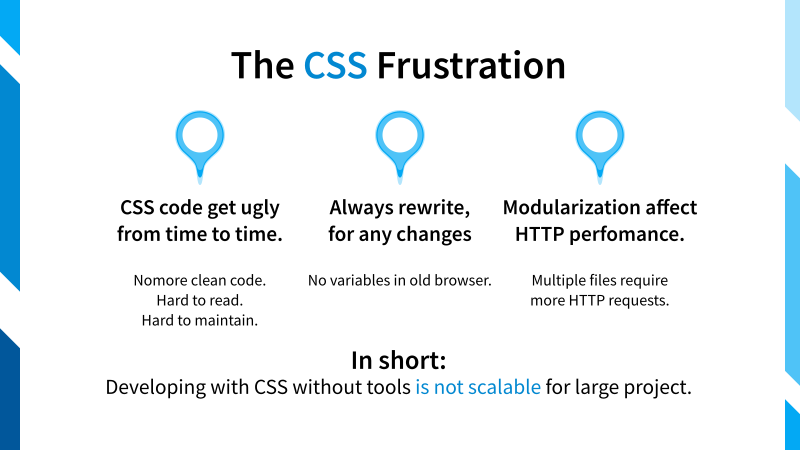 The CSS Frustration
CSS code get ugly
from time to time.
Nomore clean code.
Hard to read.
Hard to maintain.
Always rewrite,
for any changes
No variables in old browser.
Modularization affect
HTTP perfomance.
Multiple files require
more HTTP requests.
In short:
Developing with CSS without tools is not scalable for large project.